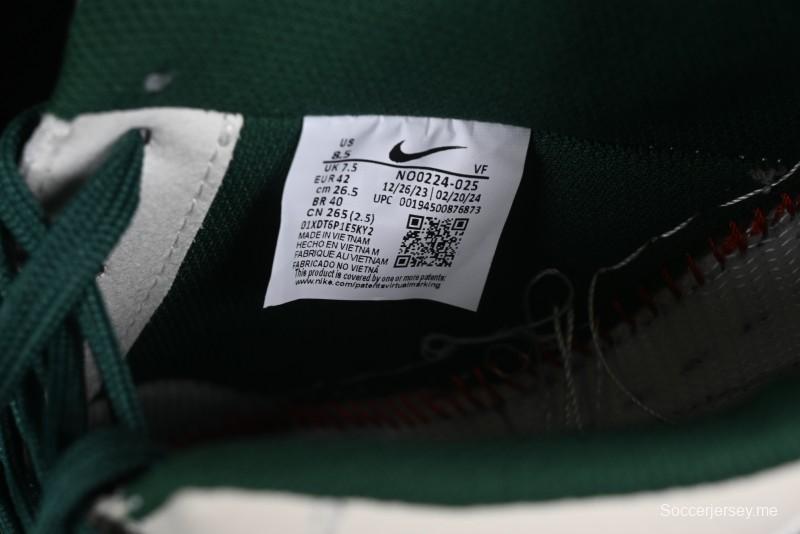 US
8.5
UK 7.5
EUR 42
cm 26.5
BR 40
CN 265 (2.5)
01XDT6P1E5KY2
MADE IN VIETNAM
HECHO EN VIETNAM
FABRIQUE AU VIETNAM
FABRICADO NO VIETNÃ
This product is covered by one or more patents:
www.nike.com/patentsvirtualmarking
VF
NO0224-025
12/26/23 | 02/20/24
UPC 00194500876873
Soccerjersey.me